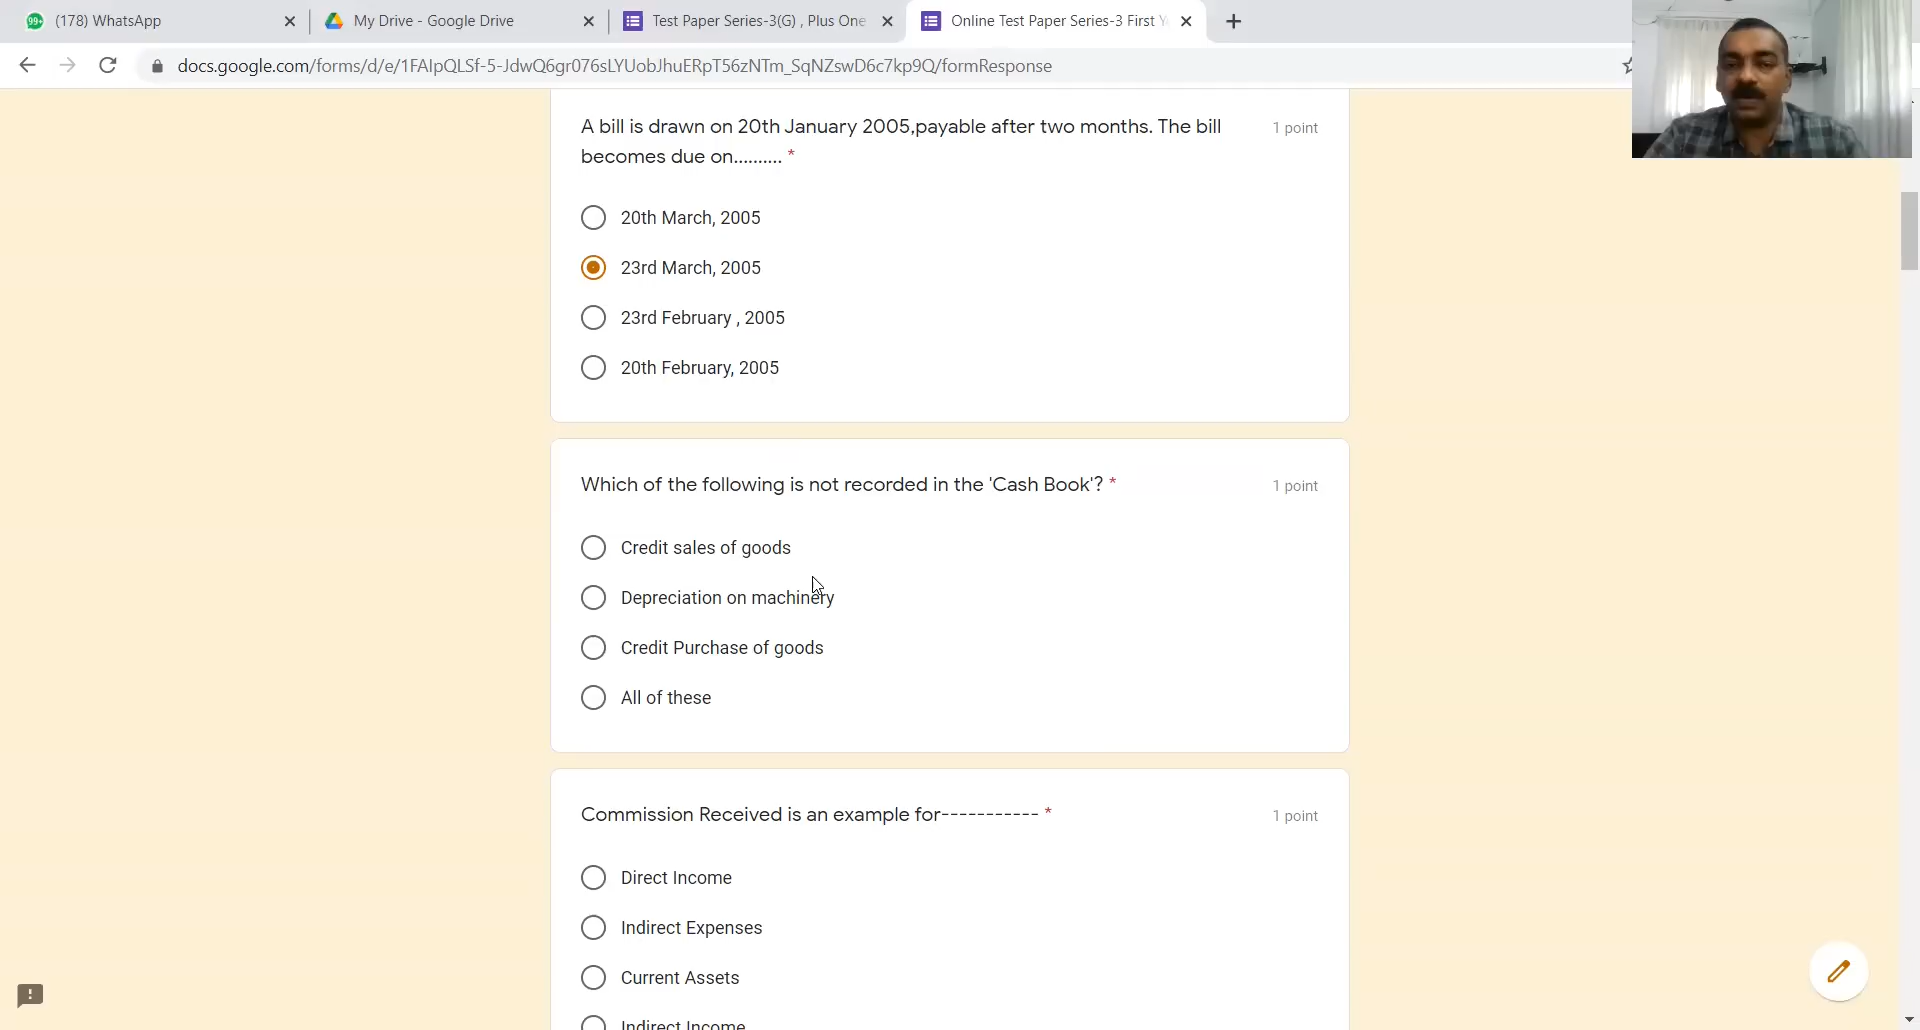 99+ (178) WhatsApp
My Drive - Google Drive
Test Paper Series-3(G) , Plus One
Online Test Paper Series-3 First Y
docs.google.com/forms/d/e/1FAIpQLSf-5-JdwQ6gr076sLYUobJhuERpT56zNTm_SqNZswD6c7kp9Q/formResponse
A bill is drawn on 20th January 2005,payable after two months. The bill
becomes due on.......... *
1 point
20th March, 2005
23rd March, 2005
23rd February , 2005
20th February, 2005
Which of the following is not recorded in the 'Cash Book'? *
1 point
Credit sales of goods
Depreciation on machinery
Credit Purchase of goods
All of these
Commission Received is an example for----------- *
1 point
Direct Income
Indirect Expenses
Current Assets
Indirect Income